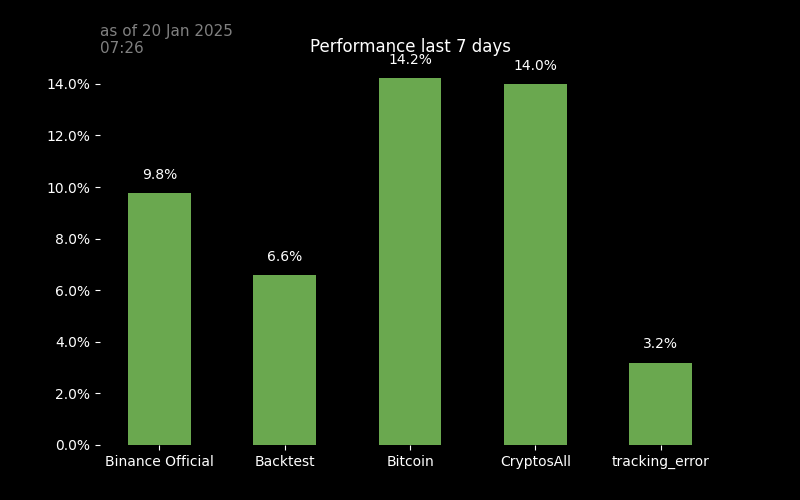 as of 20 Jan 2025
07:26
Performance last 7 days
14.2%
14.0%
14.0%
12.0%
9.8%
10.0%
8.0%
6.6%
6.0%
4.0%
3.2%
2.0%
0.0%
Binance Official
Backtest
Bitcoin
CryptosAll
tracking_error